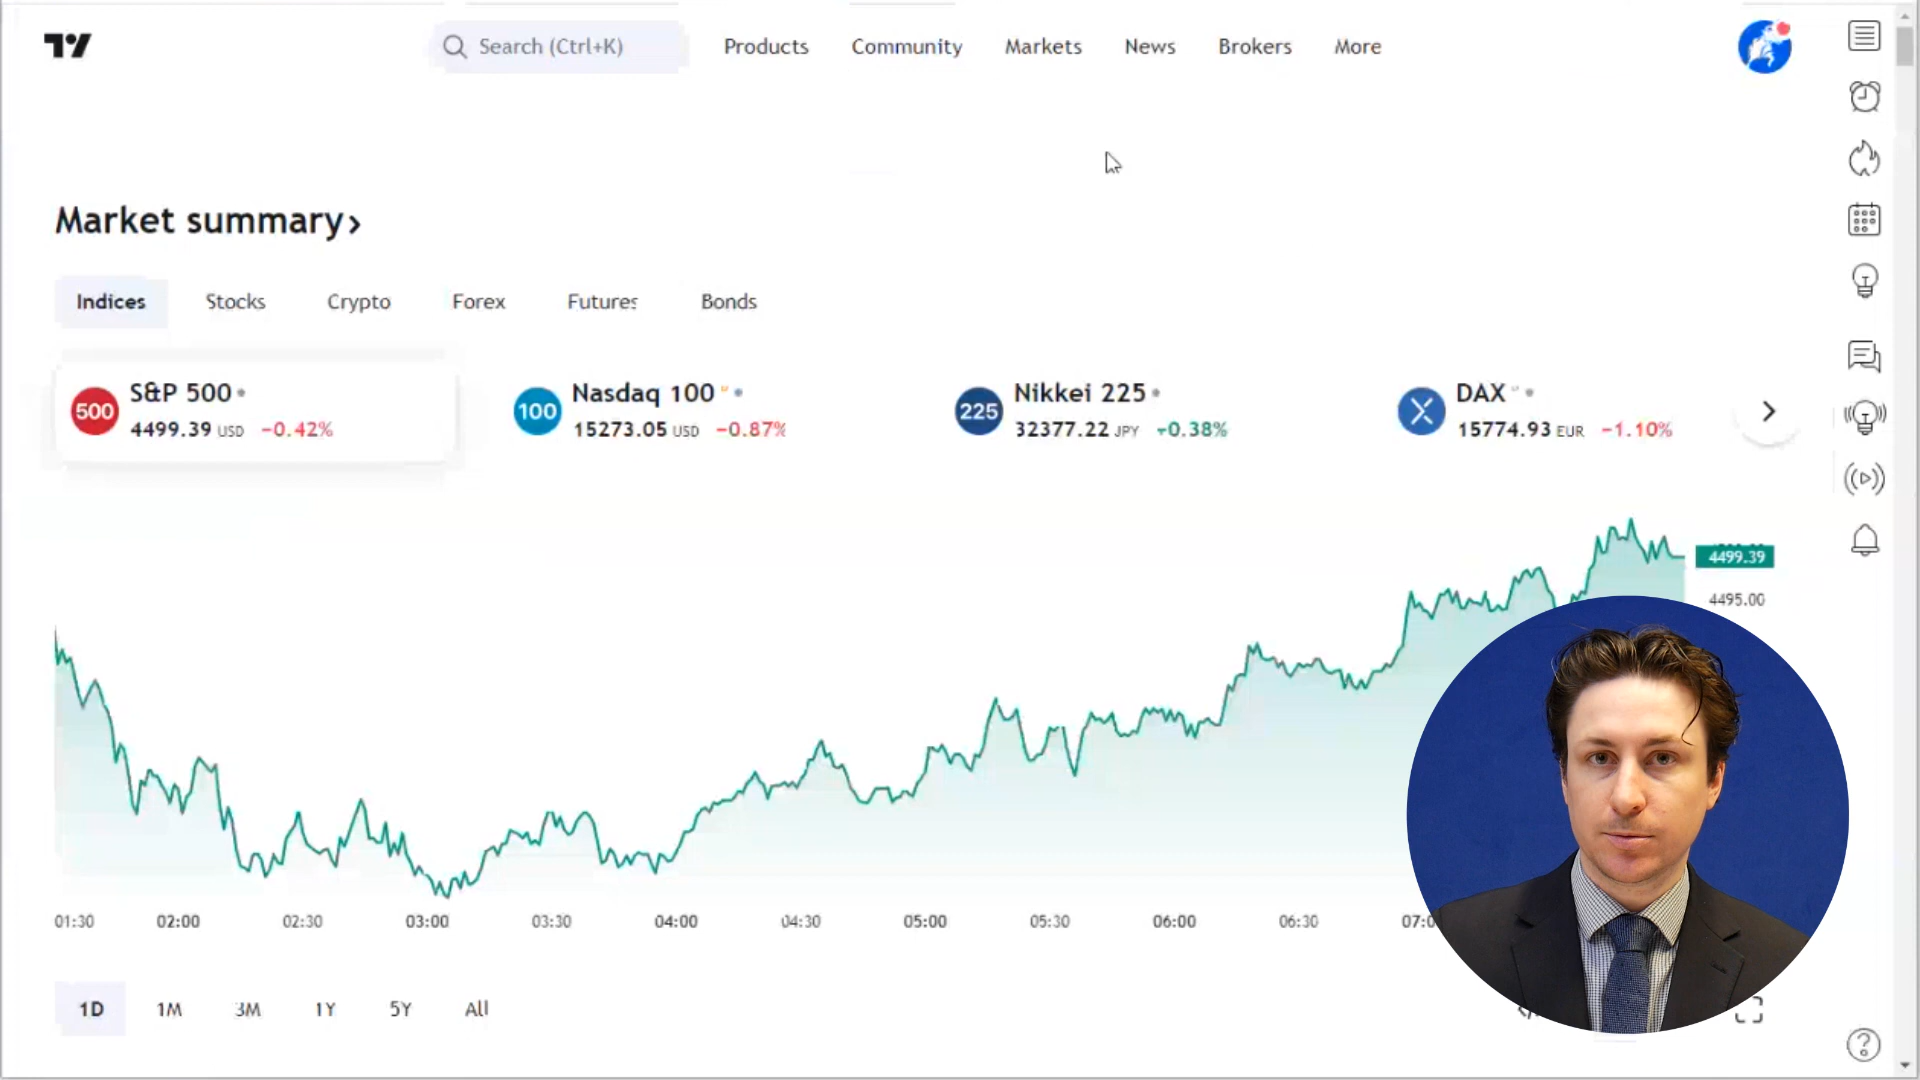 TV
Search (Ctrl+K)
Products
Community
Markets
News
Brokers
More
Market summary
Indices
Stocks
Crypto
Forex
Futures
Bonds
500
S&P 500
4499.39 USD −0.42%
100
Nasdaq 100
15273.05 USD −0.87%
225
Nikkei 225
32377.22 JPY +0.38%
DAX
15774.93 EUR −1.10%
4499.39
4495.00
01:30
02:00
02:30
03:00
03:30
04:00
04:30
05:00
05:30
06:00
06:30
1D
1M
3M
1Y
5Y
All